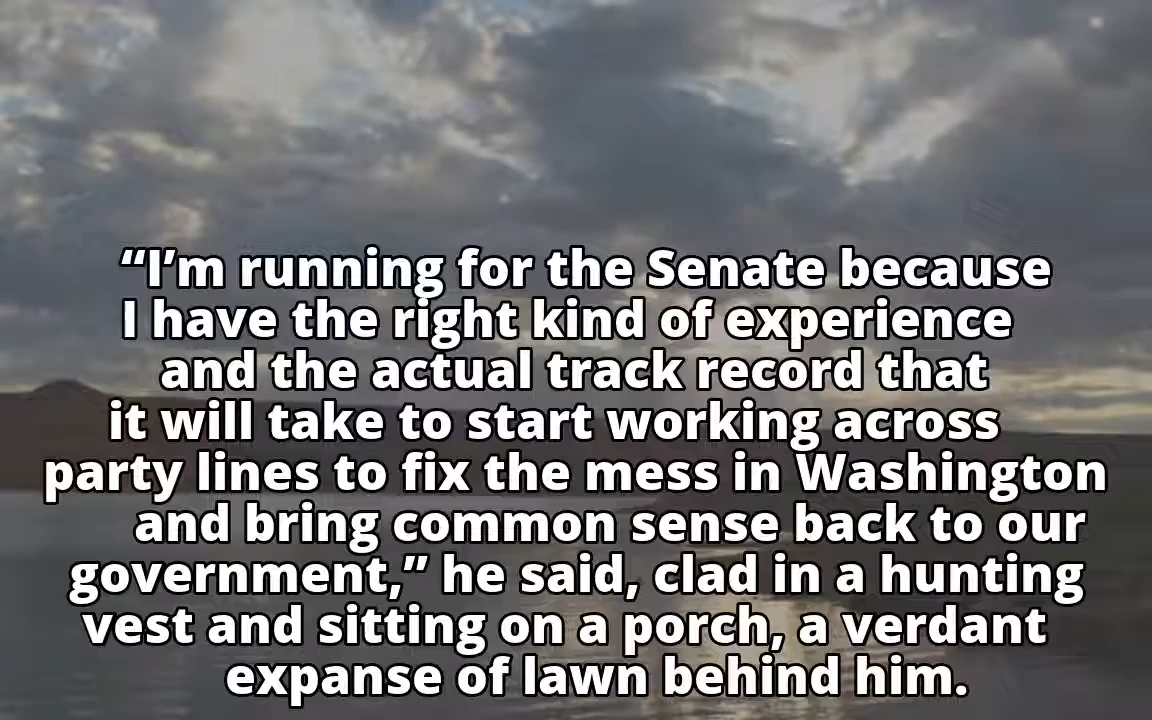 “I’m running for the Senate because
I have the right kind of experience
and the actual track record that
it will take to start working across
party lines to fix the mess in Washington
and bring common sense back to our
government,” he said, clad in a hunting
vest and sitting on a porch, a verdant
expanse of lawn behind him.